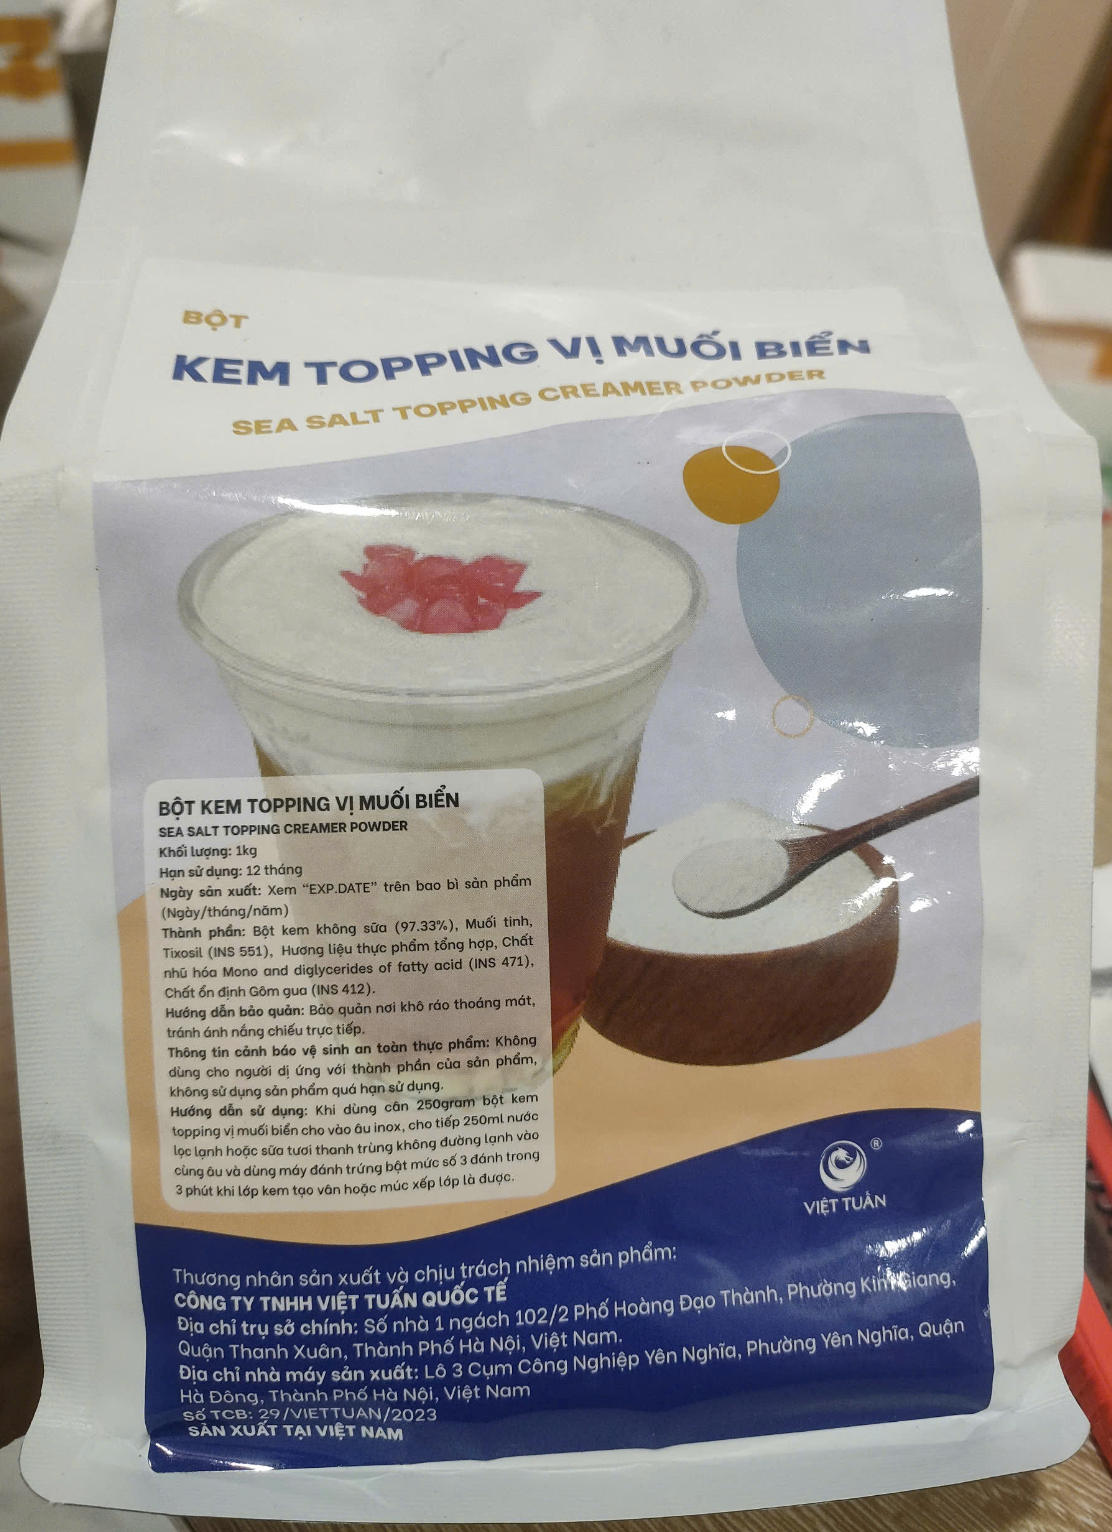 BỘT
KEM TOPPING VỊ MUỐI BIỂN
SEA SALT TOPPING CREAMER POWDER
BỘT KEM TOPPING VỊ MUỐI BIỂN
SEA SALT TOPPING CREAMER POWDER
Khối lượng: 1kg
Hạn sử dụng: 12 tháng
Ngày sản xuất: Xem "EXP.DATE" trên bao bì sản phẩm
(Ngày/tháng/năm)
Thành phần: Bột kem không sữa (97.33%), Muối tinh,
Tixosil (INS 551), Hương liệu thực phẩm tổng hợp, Chất
nhũ hóa Mono and diglycerides of fatty acid (INS 471),
Chất ổn định Gôm gua (INS 412).
Hướng dẫn bảo quản: Bảo quản nơi khô ráo thoáng mát,
tránh ánh nắng chiếu trực tiếp.
Thông tin cảnh báo vệ sinh an toàn thực phẩm: Không
dùng cho người dị ứng với thành phần của sản phẩm,
không sử dụng sản phẩm quá hạn sử dụng.
Hướng dẫn sử dụng: Khi dùng cân 250gram bột kem
topping vị muối biển cho vào âu inox, cho tiếp 250ml nước
lọc lạnh hoặc sữa tươi thanh trùng không đường lạnh vào
cùng âu và dùng máy đánh trứng bật mức số 3 đánh trong
3 phút khi lớp kem tạo vân hoặc múc xếp lớp là được.
®
VIỆT TUẤN
Thương nhân sản xuất và chịu trách nhiệm sản phẩm:
CÔNG TY TNHH VIỆT TUẤN QUỐC TẾ
Địa chỉ trụ sở chính: Số nhà 1 ngách 102/2 Phố Hoàng Đạo Thành, Phường Kim Giang,
Quận Thanh Xuân, Thành Phố Hà Nội, Việt Nam.
Địa chỉ nhà máy sản xuất: Lô 3 Cụm Công Nghiệp Yên Nghĩa, Phường Yên Nghĩa, Quận
Hà Đông, Thành Phố Hà Nội, Việt Nam
Số TCB: 29/VIETTUAN/2023
SẢN XUẤT TẠI VIỆT NAM